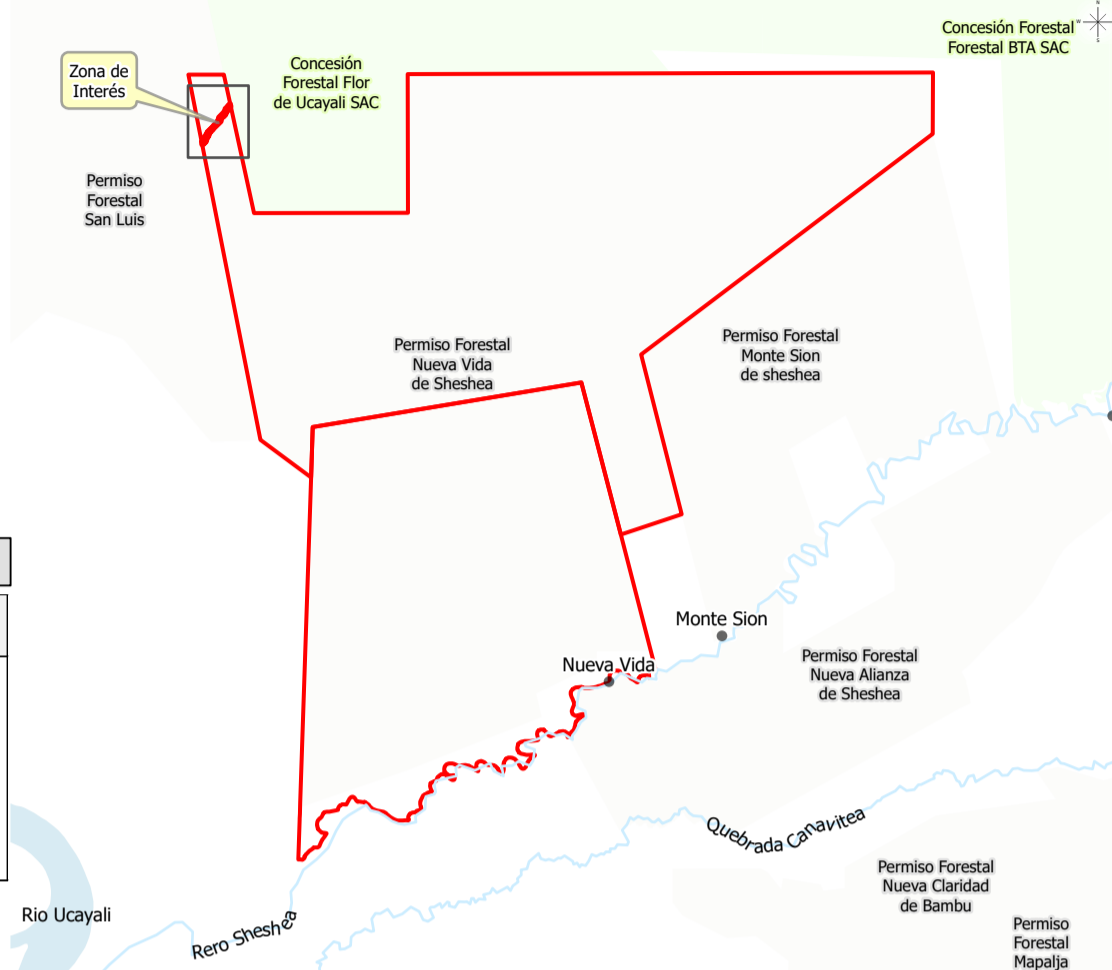 N
W
S
Concesión Forestal
Forestal BTA SAC
Zona de
Interés
Concesión
Forestal Flor
de Ucayali SAC
Permiso
Forestal
San Luis
Permiso Forestal
Nueva Vida
de Sheshea
Permiso Forestal
Monte Sion
de sheshea
Monte Sion
Nueva Vida
Permiso Forestal
Nueva Alianza
de Sheshea
Quebrada Canavitea
Permiso Forestal
Nueva Claridad
de Bambu
Rio Ucayali
Rero Sheshea
Permiso
Forestal
Mapalja